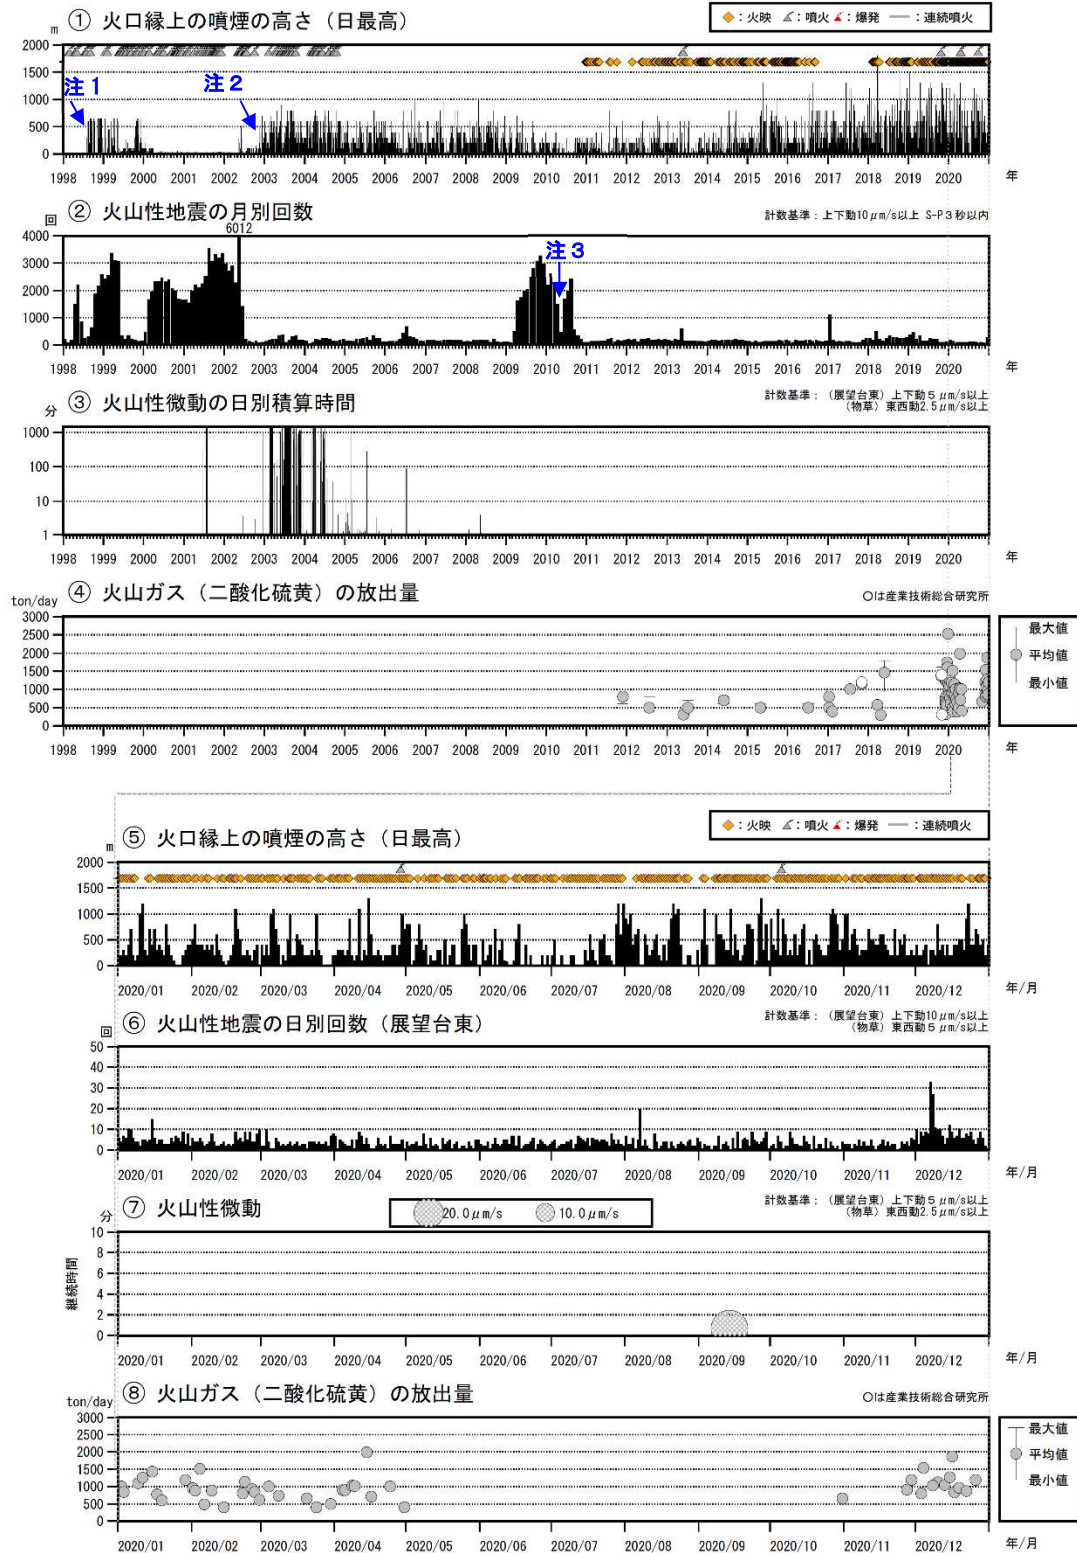 ① 火口縁上の噴煙の高さ（日最高）
◆：火映 ：噴火 ：爆発 ―：連続噴火
m
2000
1500
1000
500
0
注１
注２
1998 1999 2000 2001 2002 2003 2004 2005 2006 2007 2008 2009 2010 2011 2012 2013 2014 2015 2016 2017 2018 2019 2020 年
② 火山性地震の月別回数
計数基準：上下動10μm/s以上 S-P３秒以内
回
6012
4000
3000
2000
1000
0
注３
1998 1999 2000 2001 2002 2003 2004 2005 2006 2007 2008 2009 2010 2011 2012 2013 2014 2015 2016 2017 2018 2019 2020 年
③ 火山性微動の日別積算時間
計数基準：（展望台東）上下動５μm/s以上
（物草）東西動2.5μm/s以上
分
1000
100
10
1
1998 1999 2000 2001 2002 2003 2004 2005 2006 2007 2008 2009 2010 2011 2012 2013 2014 2015 2016 2017 2018 2019 2020 年
④ 火山ガス（二酸化硫黄）の放出量
○は産業技術総合研究所
ton/day
3000
2500
2000
1500
1000
500
0
最大値
平均値
最小値
1998 1999 2000 2001 2002 2003 2004 2005 2006 2007 2008 2009 2010 2011 2012 2013 2014 2015 2016 2017 2018 2019 2020 年
⑤ 火口縁上の噴煙の高さ（日最高）
◆：火映 ：噴火 ：爆発 ―：連続噴火
m
2000
1500
1000
500
0
2020/01 2020/02 2020/03 2020/04 2020/05 2020/06 2020/07 2020/08 2020/09 2020/10 2020/11 2020/12 年/月
⑥ 火山性地震の日別回数（展望台東）
計数基準：（展望台東）上下動10μm/s以上
（物草）東西動５μm/s以上
回
50
40
30
20
10
0
2020/01 2020/02 2020/03 2020/04 2020/05 2020/06 2020/07 2020/08 2020/09 2020/10 2020/11 2020/12 年/月
⑦ 火山性微動
20.0μm/s 10.0μm/s
計数基準：（展望台東）上下動５μm/s以上
（物草）東西動2.5μm/s以上
分
継続時間
10
8
6
4
2
0
2020/01 2020/02 2020/03 2020/04 2020/05 2020/06 2020/07 2020/08 2020/09 2020/10 2020/11 2020/12 年/月
⑧ 火山ガス（二酸化硫黄）の放出量
○は産業技術総合研究所
ton/day
3000
2500
2000
1500
1000
500
0
最大値
平均値
最小値
2020/01 2020/02 2020/03 2020/04 2020/05 2020/06 2020/07 2020/08 2020/09 2020/10 2020/11 2020/12 年/月